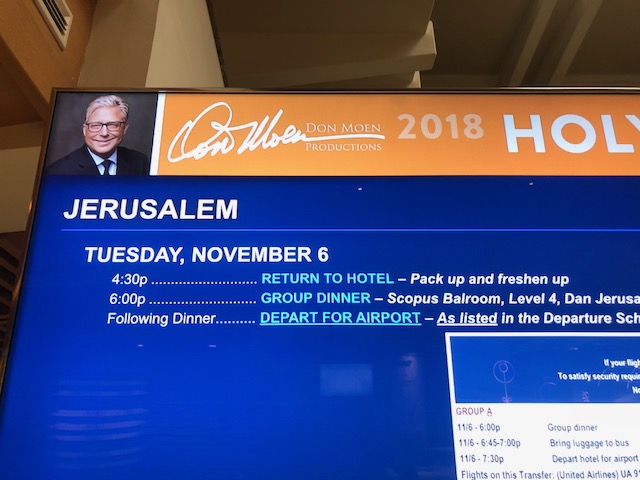 Don Moen DON MOEN
PRODUCTIONS
2018 HOLY
JERUSALEM
TUESDAY, NOVEMBER 6
4:30p ............................ RETURN TO HOTEL – Pack up and freshen up
6:00p ............................ GROUP DINNER – Scopus Balroom, Level 4, Dan Jerusa
Following Dinner.......... DEPART FOR AIRPORT – As listed in the Departure Sch
If your fligh
To satisfy security requi
No
GROUP A
11/6 - 6:00p Group dinner
11/6 - 6:45-7:00p Bring luggage to bus
11/6 - 7:30p Depart hotel for airport
Flights on this Transfer: (United Airlines) UA 9